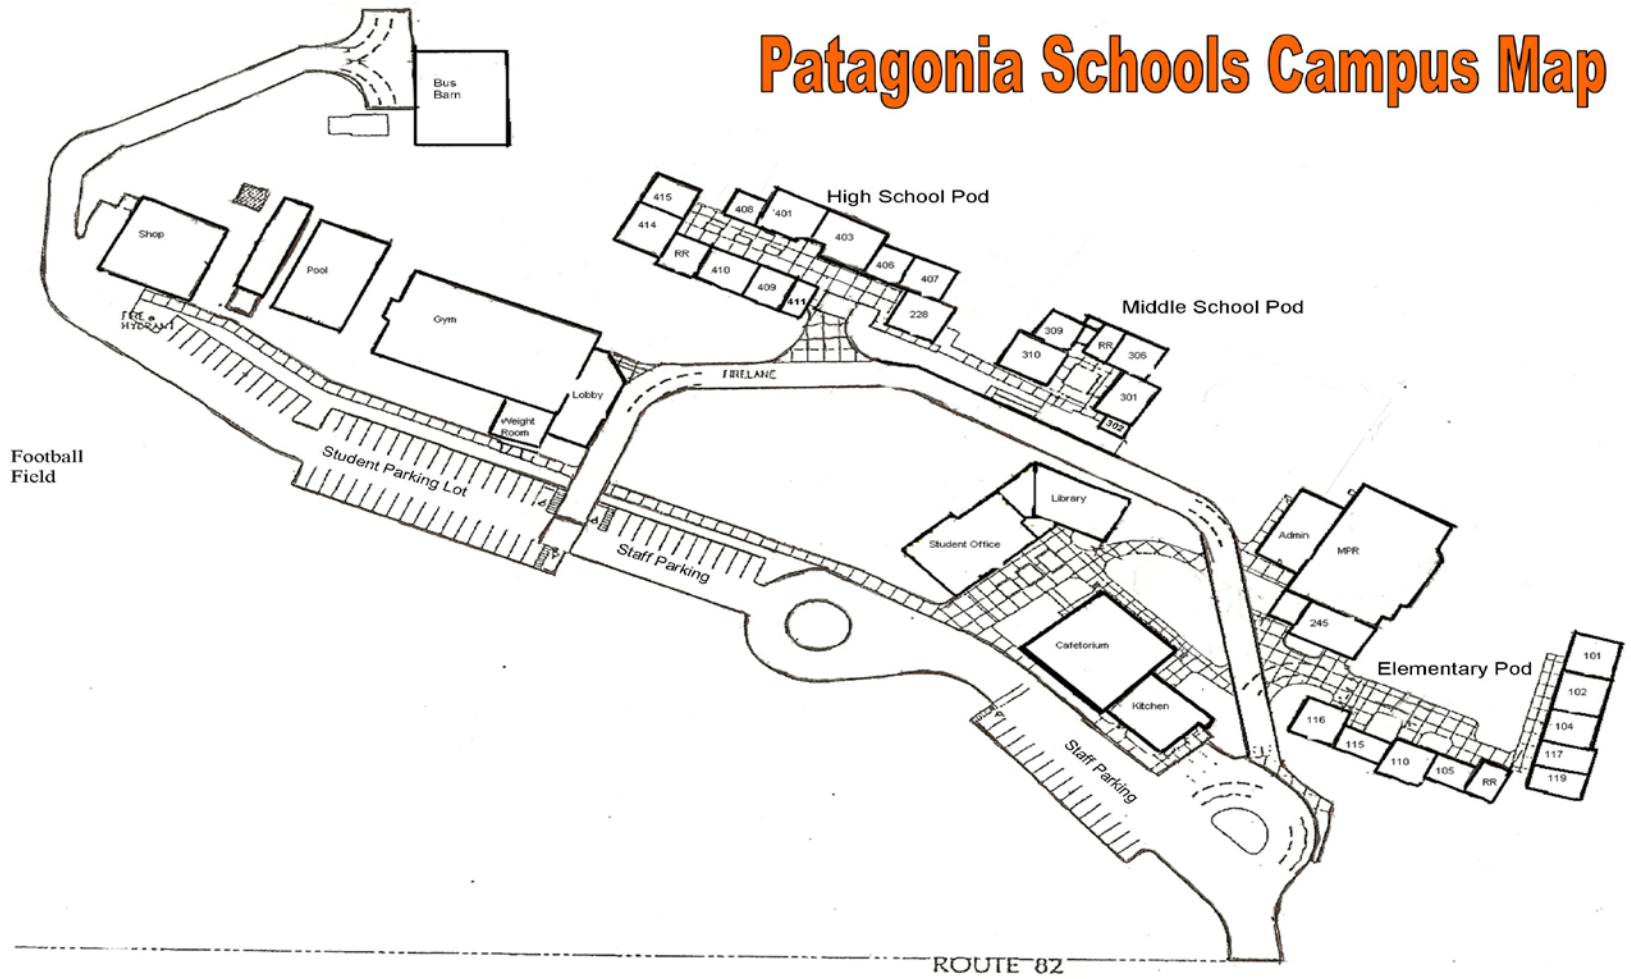 Patagonia Schools Campus Map
Bus
Barn
415
High School Pod
408
401
414
403
Shop
RR
406
Pool
410
407
409
411
Middle School Pod
228
FIRE
HYDRANT
Gym
309
RR
310
306
FIRELANE
Lobby
301
Weight
Room
302
Football
Field
Student Parking Lot
Library
Admin
Student Office
MPR
Staff Parking
245
Cafetorium
Elementary Pod
101
102
Kitchen
116
104
115
117
110
105
RR
119
Staff Parking
ROUTE 82